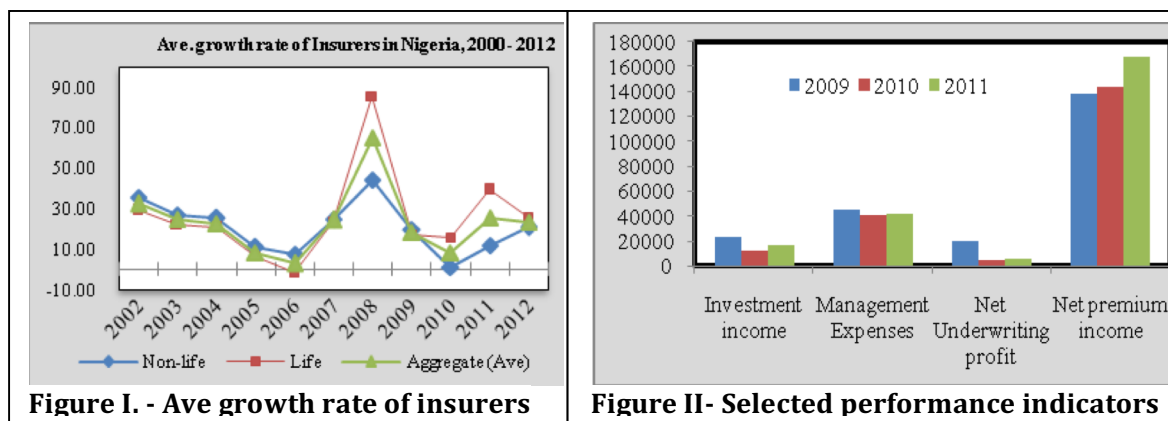 Ave. growth rate of Insurers in Nigeria, 2000- 2012
90.00
70.00
50.00
30.00
10.00
-10.00
2002
2003
2004
2005
2006
2007
2008
2009
2010
2011
2012
Non-life
Life
Aggregate (Ave)
Figure I. - Ave growth rate of insurers
180000
160000
140000
120000
100000
80000
60000
40000
20000
0
2009
2010
2011
Investment
income
Management
Expenses
Net
Underwriting
profit
Net premium
income
Figure II- Selected performance indicators